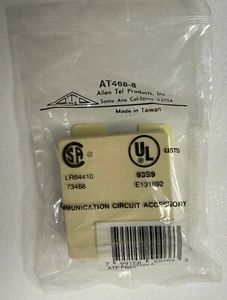 AT468-8
Allen Tel Products, Inc.
Santa Ana California 92704
Made in Taiwan
LISTED
LR84410
93S9
73468
E131892
MMUNICATION CIRCUIT ACCESSORY